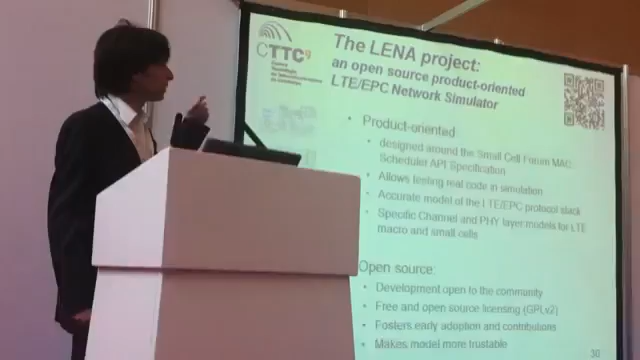 CTTC
The LENA project:
an open source product-oriented
LTE/EPC Network Simulator
• Product-oriented:
• designed around the Small Cell Forum MAC
Scheduler API Specification
• Allows testing real code in simulation
• Accurate model of the LTE/EPC protocol stack
• Specific Channel and PHY layer models for LTE
macro and small cells
Open source:
• Development open to the community
• Free and open source licensing (GPLv2)
• Fosters early adoption and contributions
• Makes model more trustable
30